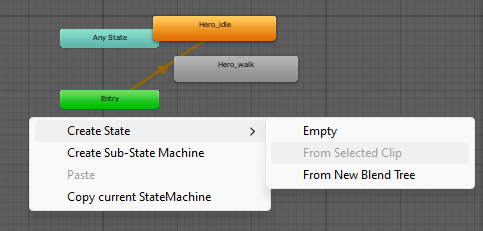 Hero_idle
Any State
Hero_walk
Entry
Create State
Create Sub-State Machine
Paste
Copy current StateMachine
Empty
From Selected Clip
From New Blend Tree